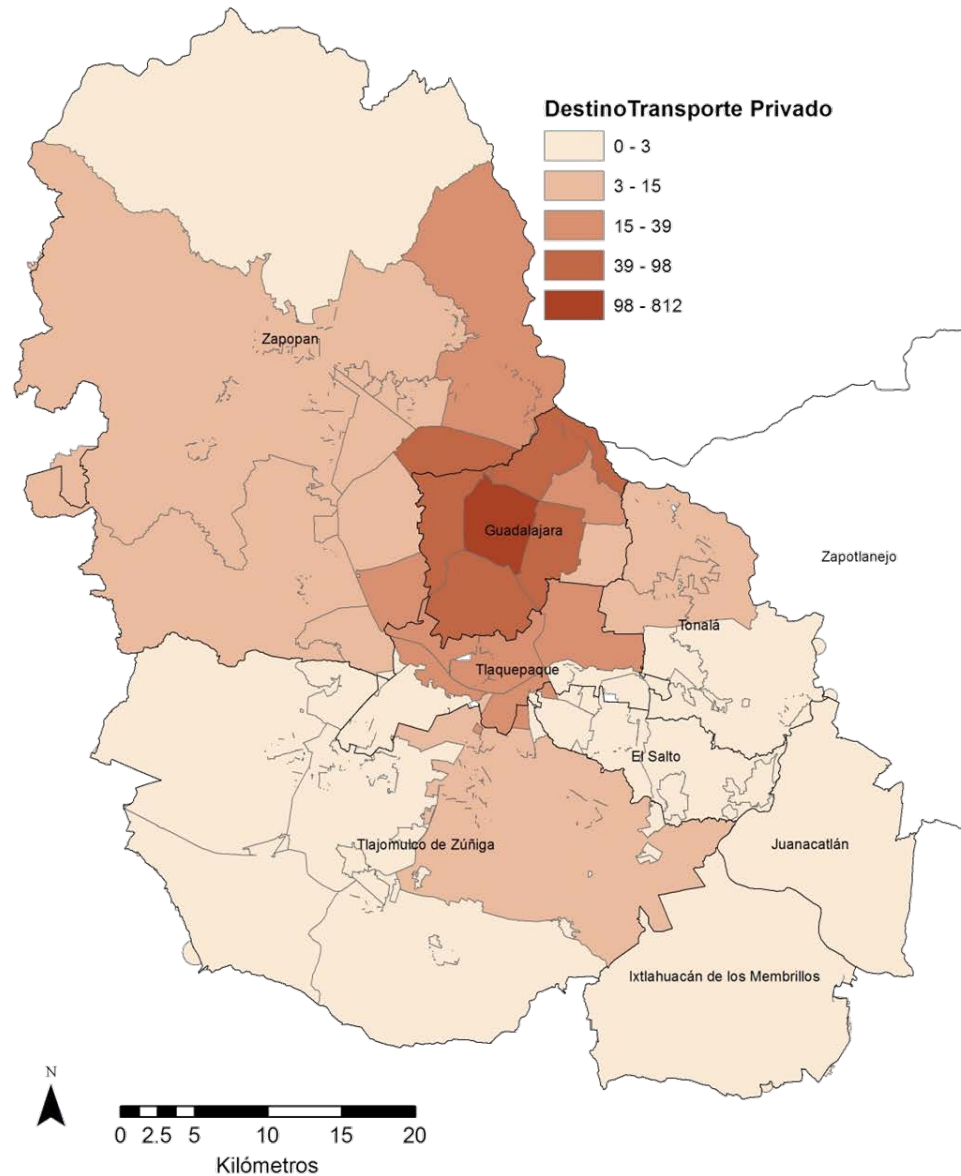 DestinoTransporte Privado
0 - 3
3 - 15
15 - 39
39 - 98
98 - 812
Zapopan
Guadalajara
Zapotlanejo
Tonalá
Tlaquepaque
El Salto
Tlajomulco de Zúñiga
Juanacatlán
Ixtlahuacán de los Membrillos
N
0 2.5 5 10 15 20
Kilómetros